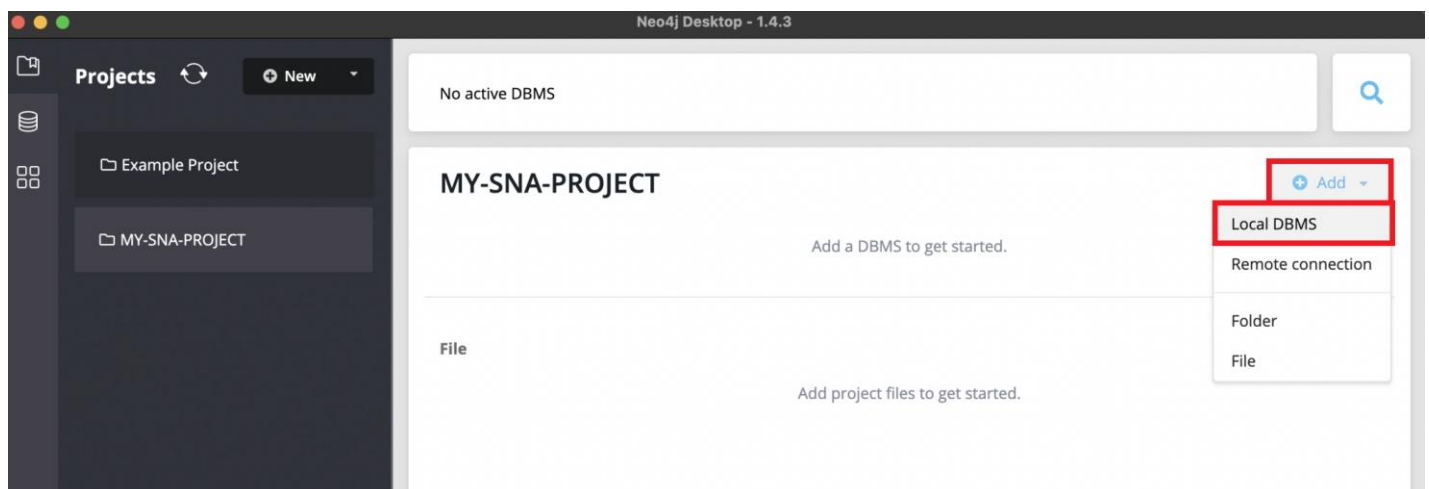 Neo4j Desktop - 1.4.3
Projects
New
Example Project
MY-SNA-PROJECT
No active DBMS
MY-SNA-PROJECT
Add
Local DBMS
Remote connection
Folder
File
Add a DBMS to get started.
File
Add project files to get started.